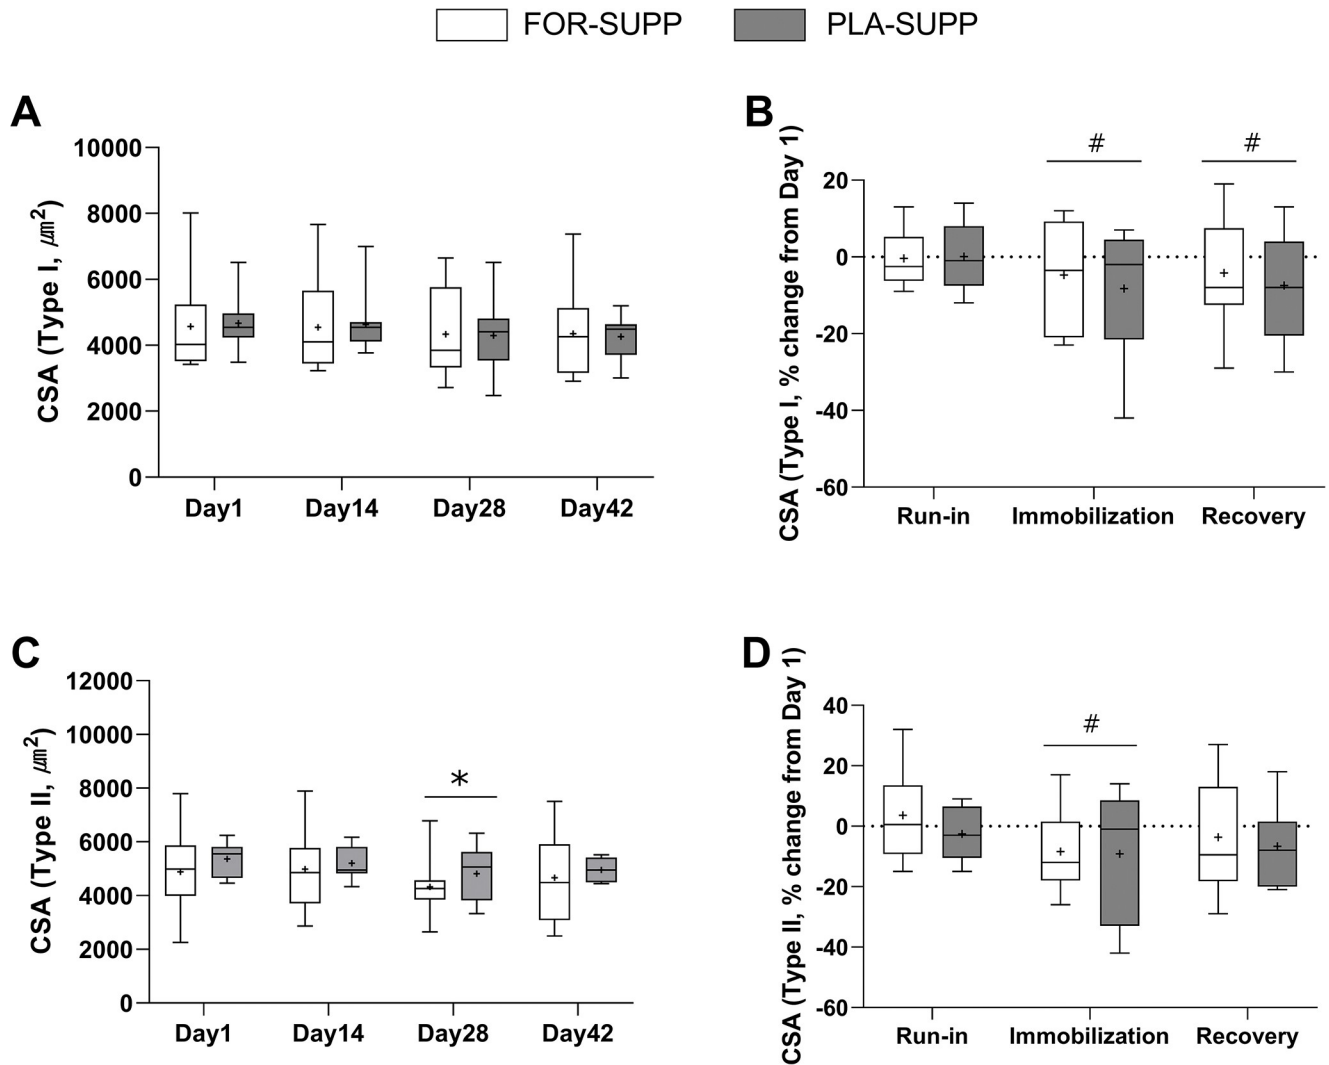 FOR-SUPP PLA-SUPP
A
CSA (Type I, μm²)
10000
8000
6000
4000
2000
0
Day1 Day14 Day28 Day42
B
CSA (Type I, % change from Day 1)
# #
20
0
-20
-40
-60
Run-in Immobilization Recovery
C
CSA (Type II, μm²)
12000
10000
8000
6000
4000
2000
0
*
Day1 Day14 Day28 Day42
D
CSA (Type II, % change from Day 1)
#
40
20
0
-20
-40
-60
Run-in Immobilization Recovery